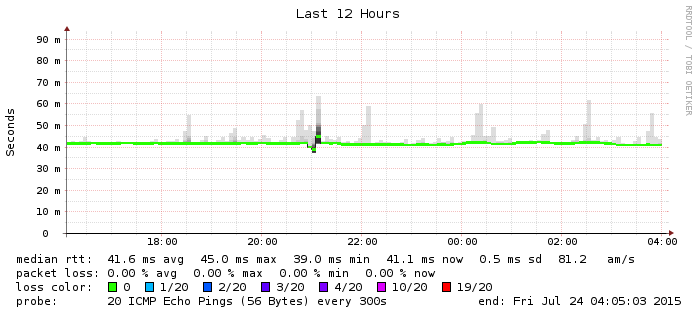 Last 12 Hours
RRDTOOL / TOBI OETIKER
Seconds
90 m
80 m
70 m
60 m
50 m
40 m
30 m
20 m
10 m
0
18:00 20:00 22:00 00:00 02:00 04:00
median rtt: 41.6 ms avg 45.0 ms max 39.0 ms min 41.1 ms now 0.5 ms sd 81.2 am/s
packet loss: 0.00 % avg 0.00 % max 0.00 % min 0.00 % now
loss color: 0 1/20 2/20 3/20 4/20 10/20 19/20
probe: 20 ICMP Echo Pings (56 Bytes) every 300s end: Fri Jul 24 04:05:03 2015